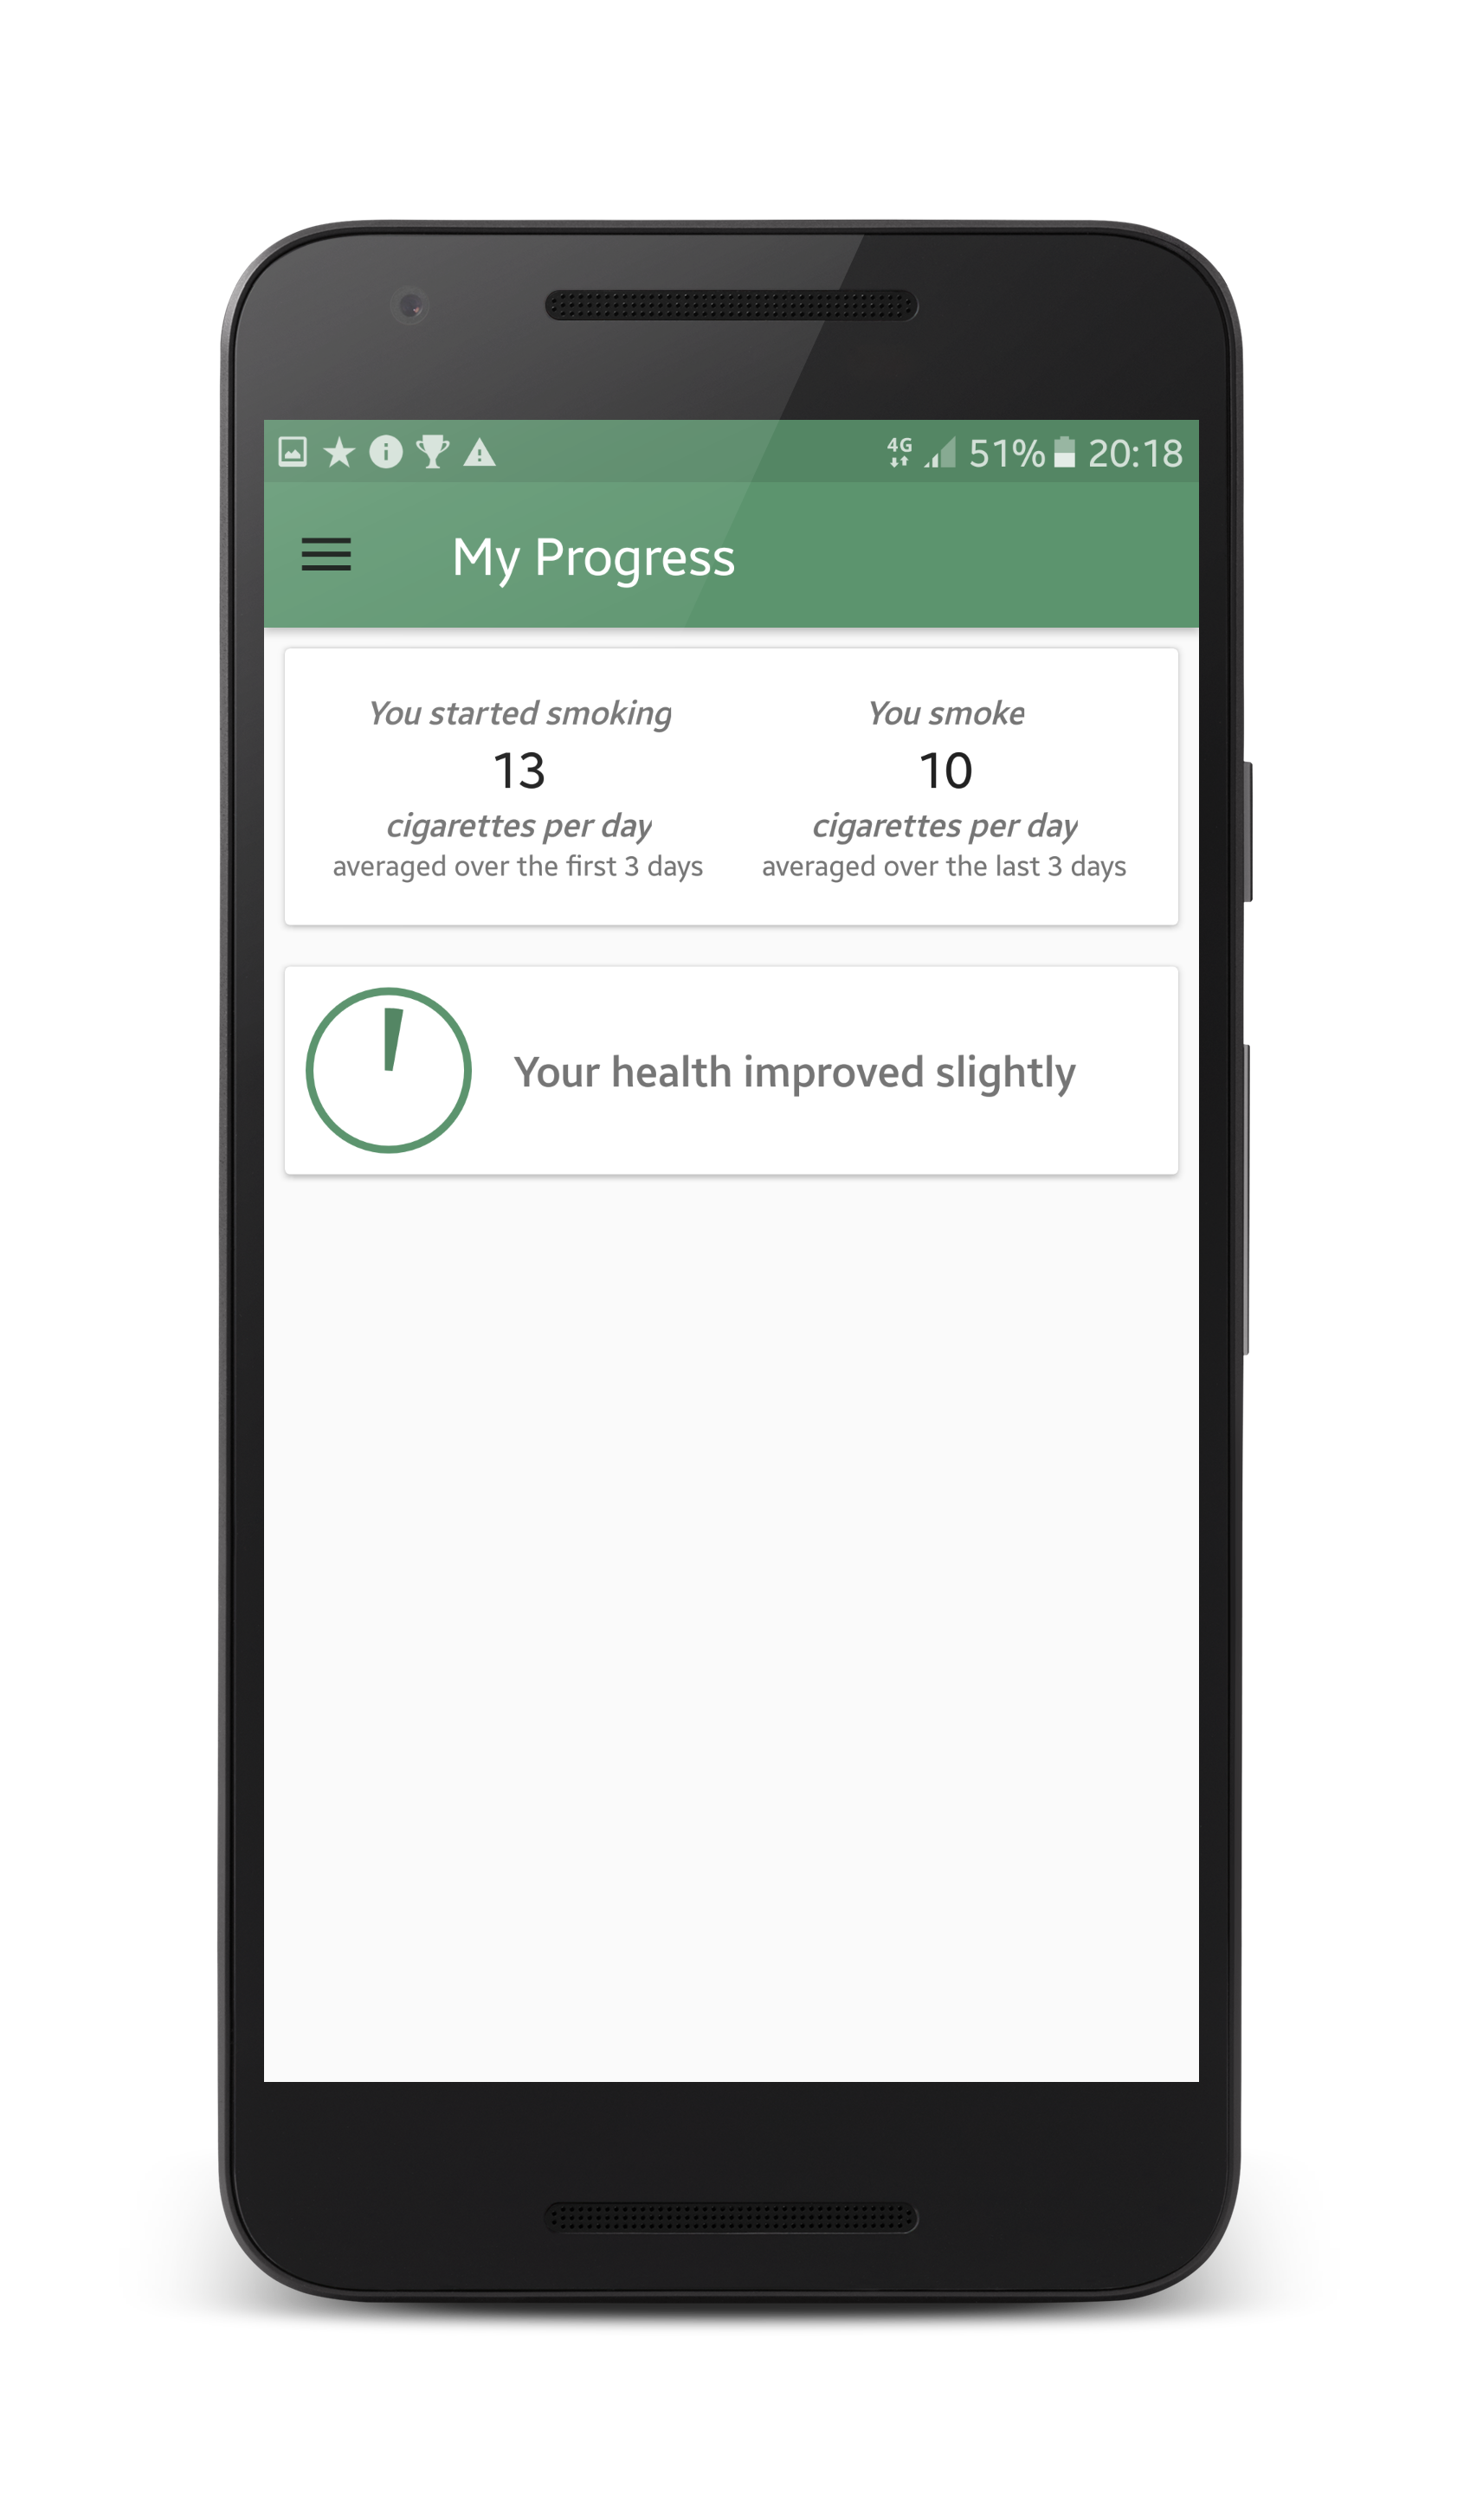 4G 51% 20:18
My Progress
You started smoking
13
cigarettes per day
averaged over the first 3 days
You smoke
10
cigarettes per day
averaged over the last 3 days
Your health improved slightly